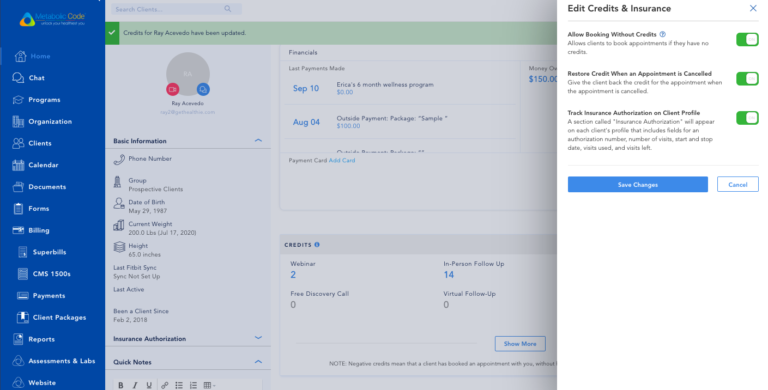 Metabolic Code
Home
Chat
Programs
Organization
Clients
Calendar
Documents
Forms
Billing
Superbills
CMS 1500s
Payments
Client Packages
Reports
Assessments & Labs
Website
Search Clients...
Credits for Ray Acevedo have been updated.
RA
Ray Acevedo
Basic Information
Phone Number
Group
Prospective Clients
Date of Birth
May 29, 1987
Current Weight
200.0 Lbs (Jul 17, 2020)
Height
65.0 inches
Last Fitbit Sync
Sync Not Set Up
Last Active
Been a Client Since
Feb 2, 2018
Insurance Authorization
Quick Notes
B I U
Financials
Last Payments Made
Money Ow
Sep 10
Erica's 6 month wellness program
$0.00
$150.00
Aug 04
Outside Payment: Package: "Sample "
$100.00
Outside Payment: Package: ""
Payment Card Add Card
CREDITS
Webinar
2
In-Person Follow Up
14
Free Discovery Call
0
Virtual Follow-Up
0
Show More
NOTE: Negative credits mean that a client has booked an appointment with you, without
Edit Credits & Insurance
Allow Booking Without Credits
Allows clients to book appointments if they have no
credits.
Restore Credit When an Appointment is Cancelled
Give the client back the credit for the appointment when
the appointment is cancelled.
Track Insurance Authorization on Client Profile
A section called "Insurance Authorization" will appear
on each client's profile that includes fields for an
authorization number, number of visits, start and stop
date, visits used, and visits left.
Save Changes
Cancel